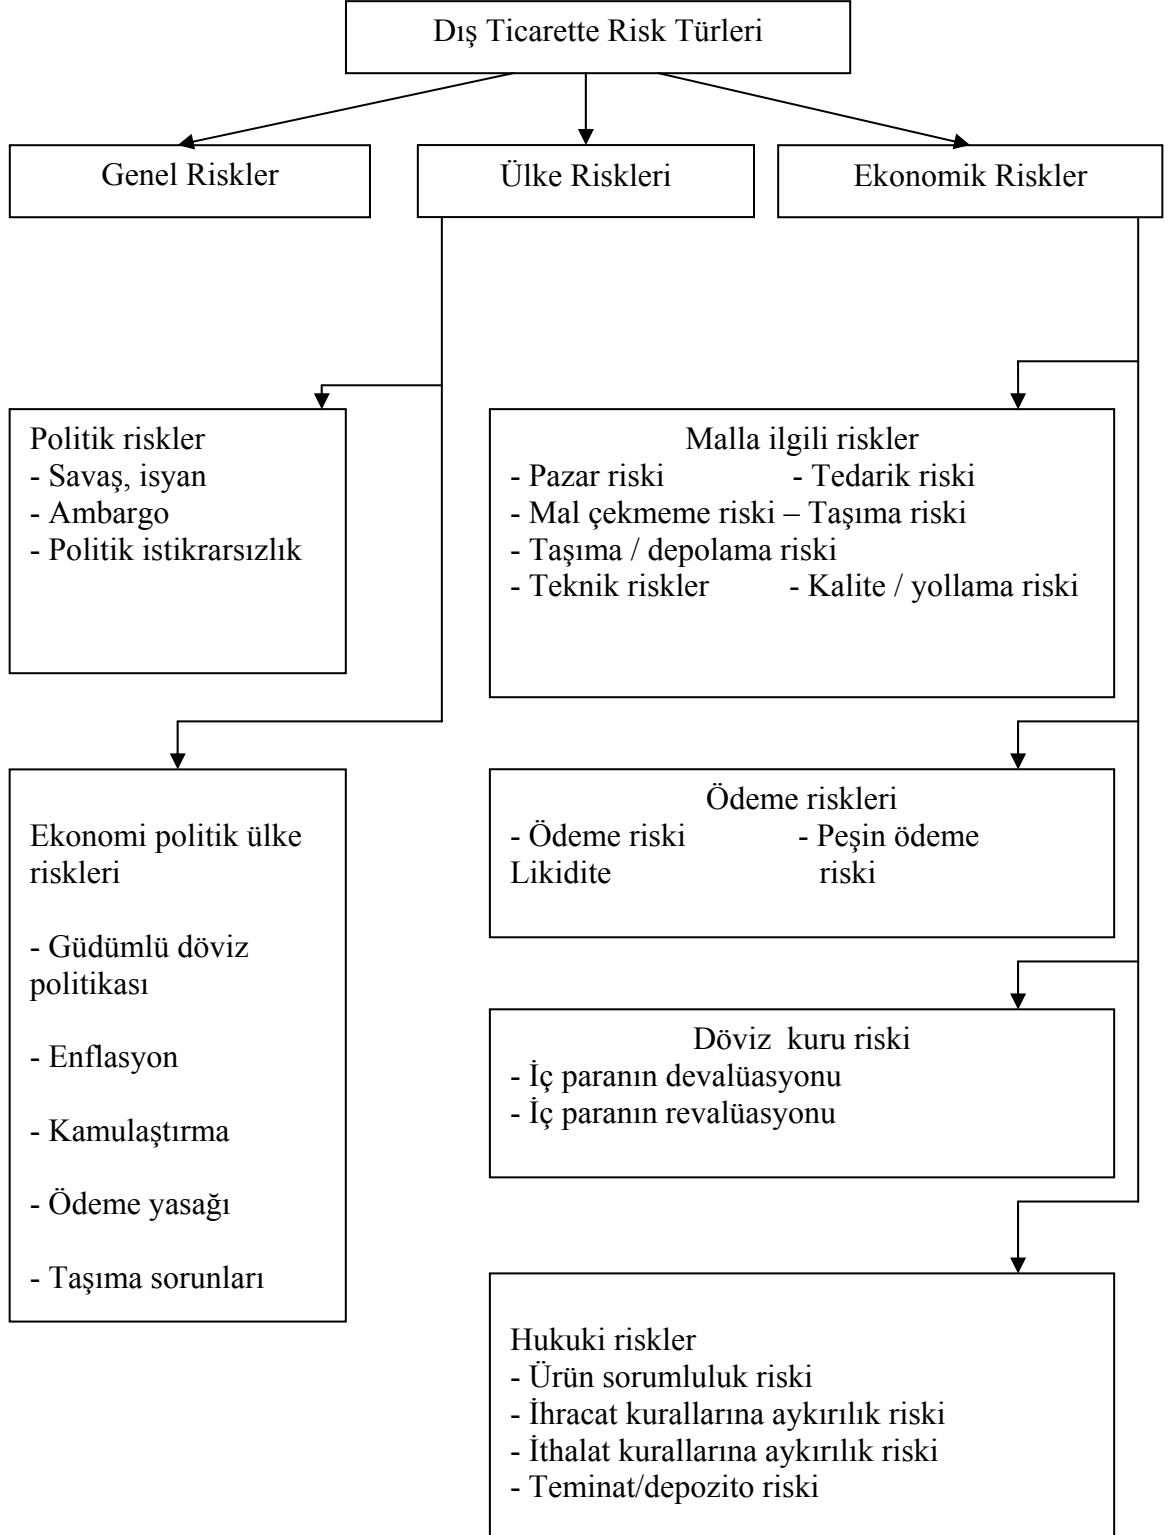 Dış Ticarette Risk Türleri
Genel Riskler
Ülke Riskleri
Ekonomik Riskler
Politik riskler
- Savaş, isyan
- Ambargo
- Politik istikrarsızlık
Malla ilgili riskler
- Pazar riski - Tedarik riski
- Mal çekmeme riski – Taşıma riski
- Taşıma / depolama riski
- Teknik riskler - Kalite / yollama riski
Ekonomi politik ülke
riskleri
- Güdümlü döviz
politikası
- Enflasyon
- Kamulaştırma
- Ödeme yasağı
- Taşıma sorunları
Ödeme riskleri
- Ödeme riski - Peşin ödeme
Likidite riski
Döviz kuru riski
- İç paranın devalüasyonu
- İç paranın revalüasyonu
Hukuki riskler
- Ürün sorumluluk riski
- İhracat kurallarına aykırılık riski
- İthalat kurallarına aykırılık riski
- Teminat/depozito riski